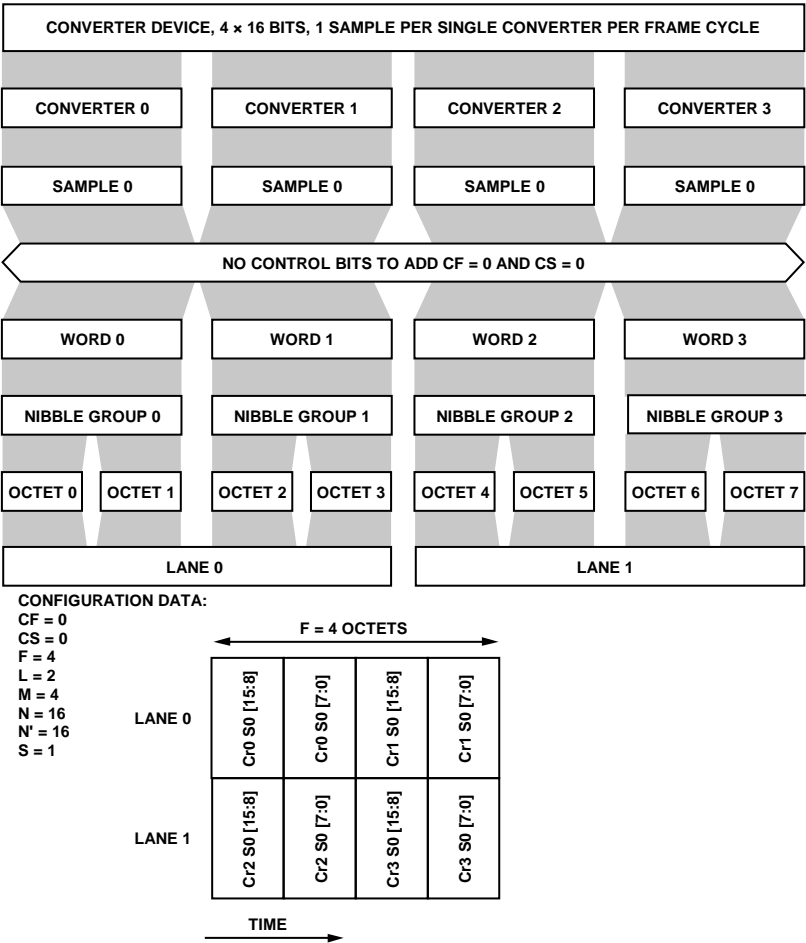 CONVERTER DEVICE, 4 × 16 BITS, 1 SAMPLE PER SINGLE CONVERTER PER FRAME CYCLE
CONVERTER 0 CONVERTER 1 CONVERTER 2 CONVERTER 3
SAMPLE 0 SAMPLE 0 SAMPLE 0 SAMPLE 0
NO CONTROL BITS TO ADD CF = 0 AND CS = 0
WORD 0 WORD 1 WORD 2 WORD 3
NIBBLE GROUP 0 NIBBLE GROUP 1 NIBBLE GROUP 2 NIBBLE GROUP 3
OCTET 0 OCTET 1 OCTET 2 OCTET 3 OCTET 4 OCTET 5 OCTET 6 OCTET 7
LANE 0 LANE 1
CONFIGURATION DATA:
CF = 0
CS = 0
F = 4
L = 2
M = 4
N = 16
N' = 16
S = 1
F = 4 OCTETS
LANE 0
Cr0 S0 [15:8]
Cr0 S0 [7:0]
Cr1 S0 [15:8]
Cr1 S0 [7:0]
LANE 1
Cr2 S0 [15:8]
Cr2 S0 [7:0]
Cr3 S0 [15:8]
Cr3 S0 [7:0]
TIME